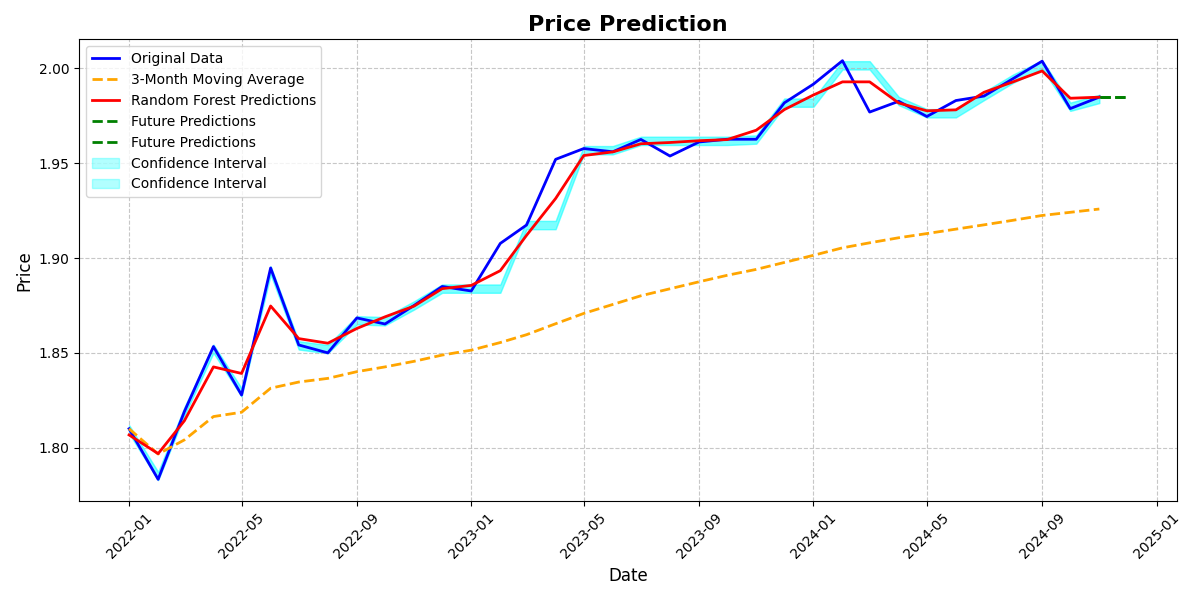 Price Prediction
Original Data
3-Month Moving Average
Random Forest Predictions
Future Predictions
Future Predictions
Confidence Interval
Confidence Interval
2.00
1.95
1.90
1.85
1.80
Price
2022-01
2022-05
2022-09
2023-01
2023-05
2023-09
2024-01
2024-05
2024-09
2025-01
Date